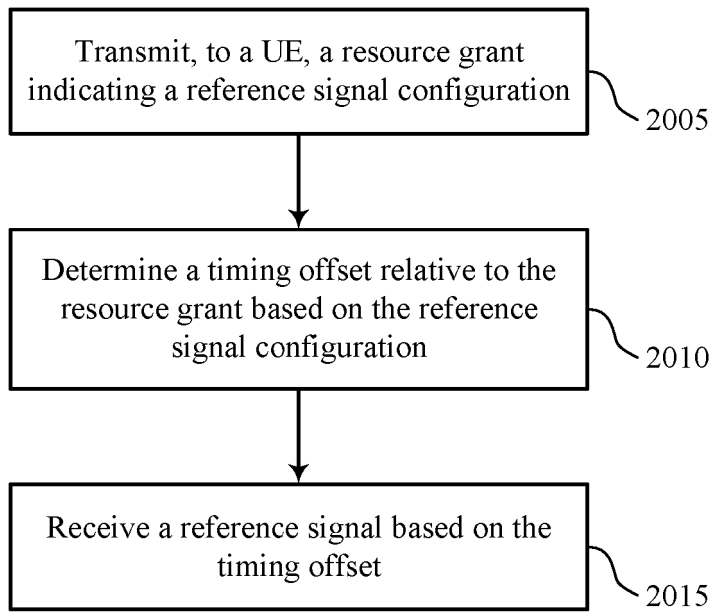 Transmit, to a UE, a resource grant
indicating a reference signal configuration
2005
Determine a timing offset relative to the
resource grant based on the reference
signal configuration
2010
Receive a reference signal based on the
timing offset
2015